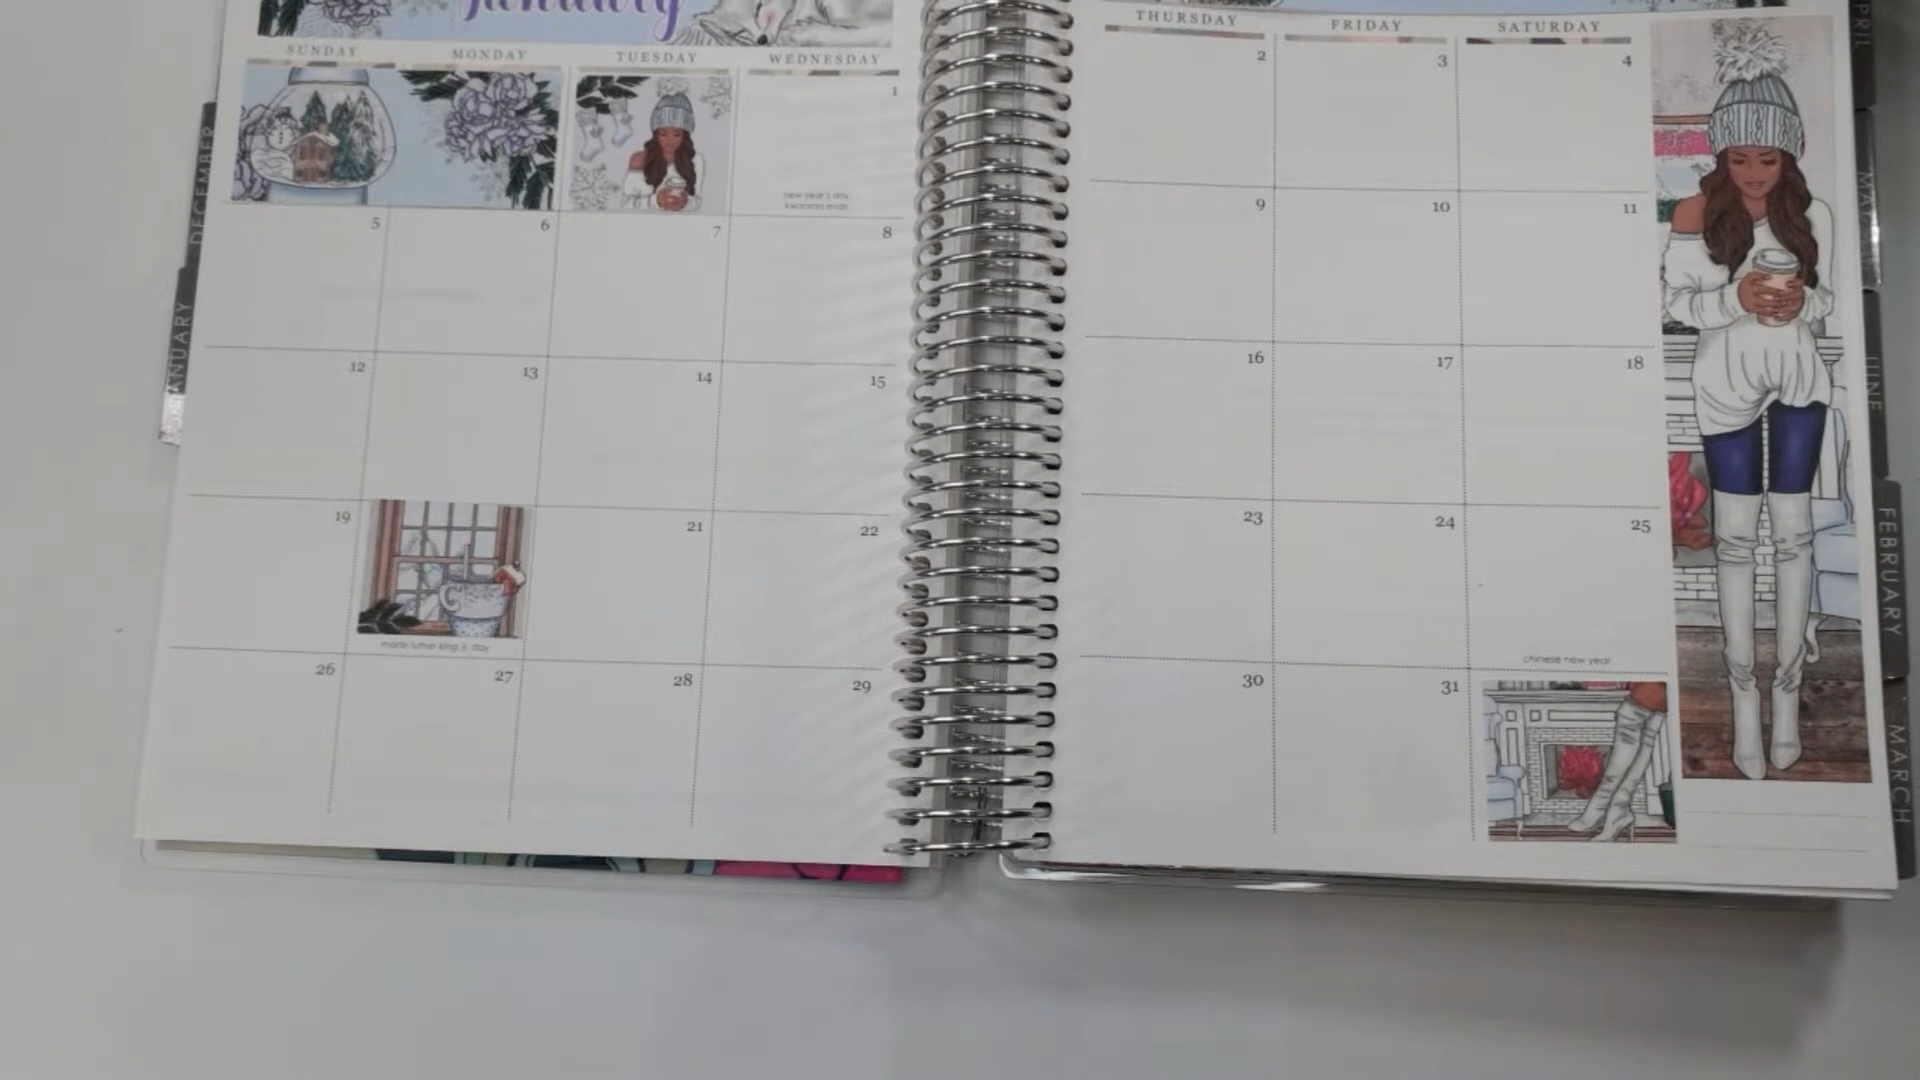 January
SUNDAY MONDAY TUESDAY WEDNESDAY THURSDAY FRIDAY SATURDAY
1 2 3 4
new year's day
kwanzaa ends
5 6 7 8 9 10 11
12 13 14 15 16 17 18
19 21 22 23 24 25
martin luther king jr. day
chinese new year
26 27 28 29 30 31
DECEMBER
JANUARY
FEBRUARY
MARCH
JUNE